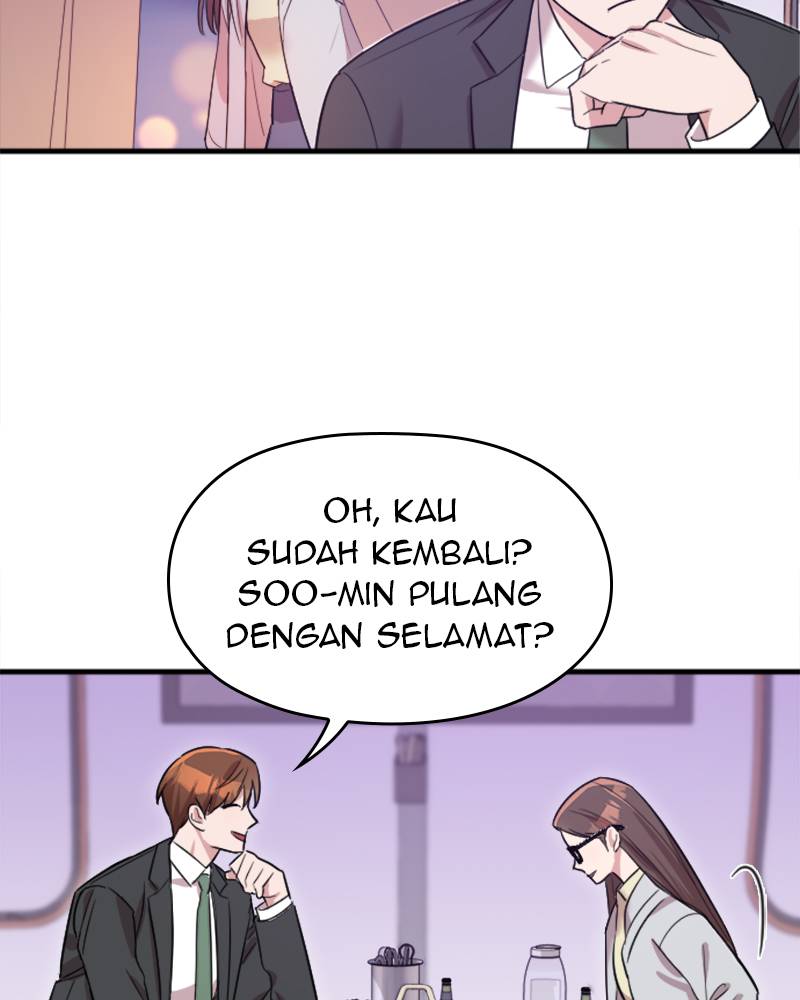 OH, KAU
SUDAH KEMBALI?
SOO-MIN PULANG
DENGAN SELAMAT?